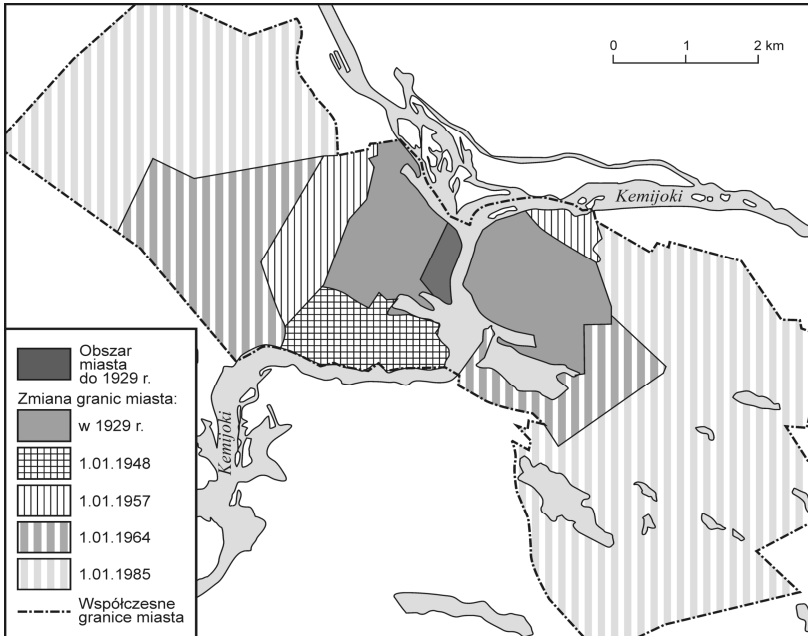 0 1 2 km
Kemijoki
Kemijoki
Obszar
miasta
do 1929 r.
Zmiana granic miasta:
w 1929 r.
1.01.1948
1.01.1957
1.01.1964
1.01.1985
Współczesne
granice miasta